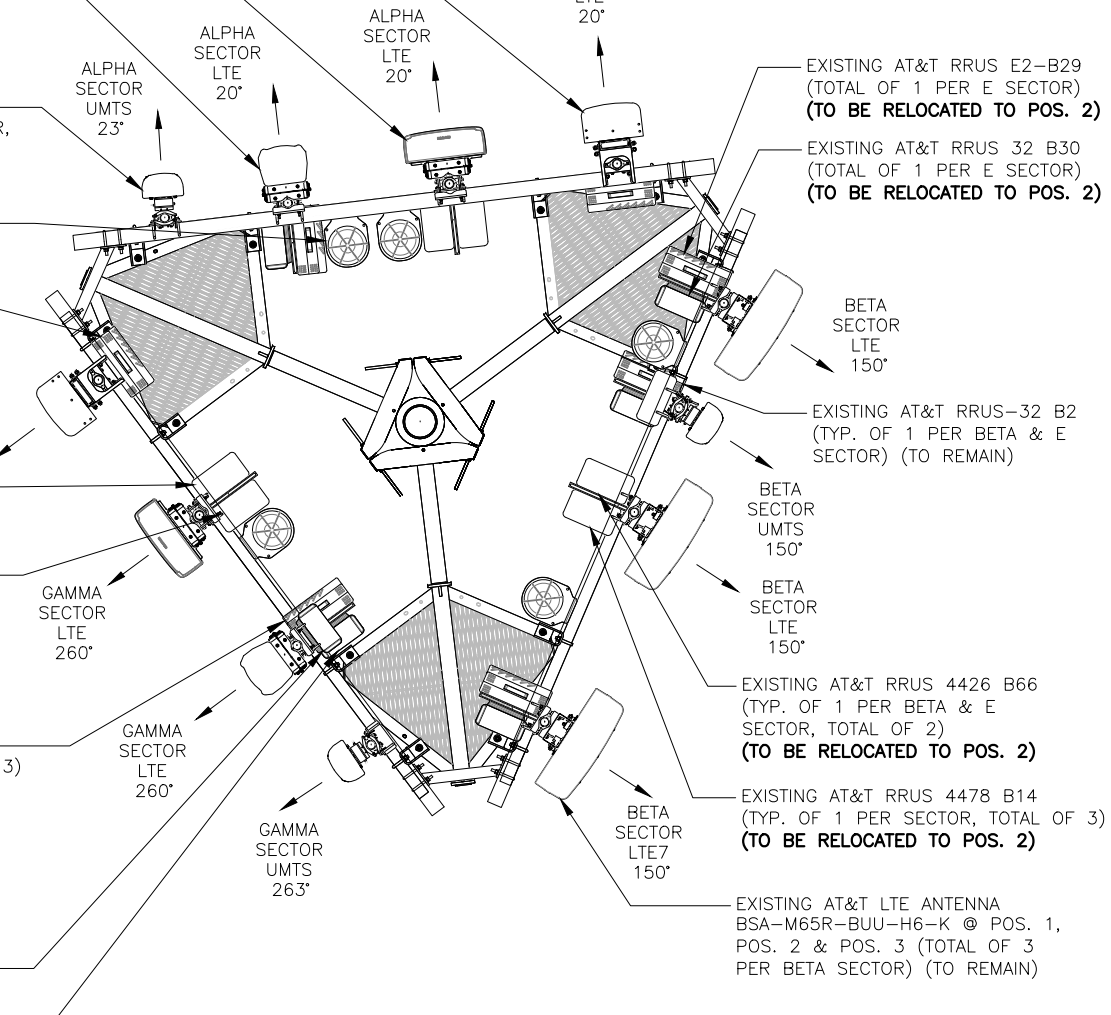 LTE
20°
ALPHA
SECTOR
LTE
20°
ALPHA
SECTOR
LTE
20°
ALPHA
SECTOR
UMTS
23°
R,
EXISTING AT&T RRUS E2-B29
(TOTAL OF 1 PER E SECTOR)
(TO BE RELOCATED TO POS. 2)
EXISTING AT&T RRUS 32 B30
(TOTAL OF 1 PER E SECTOR)
(TO BE RELOCATED TO POS. 2)
BETA
SECTOR
LTE
150°
EXISTING AT&T RRUS-32 B2
(TYP. OF 1 PER BETA & E
SECTOR) (TO REMAIN)
BETA
SECTOR
UMTS
150°
BETA
SECTOR
LTE
150°
GAMMA
SECTOR
LTE
260°
EXISTING AT&T RRUS 4426 B66
(TYP. OF 1 PER BETA & E
SECTOR, TOTAL OF 2)
(TO BE RELOCATED TO POS. 2)
GAMMA
SECTOR
LTE
260°
3)
EXISTING AT&T RRUS 4478 B14
(TYP. OF 1 PER SECTOR, TOTAL OF 3)
(TO BE RELOCATED TO POS. 2)
GAMMA
SECTOR
UMTS
263°
BETA
SECTOR
LTE7
150°
EXISTING AT&T LTE ANTENNA
BSA-M65R-BUU-H6-K @ POS. 1,
POS. 2 & POS. 3 (TOTAL OF 3
PER BETA SECTOR) (TO REMAIN)